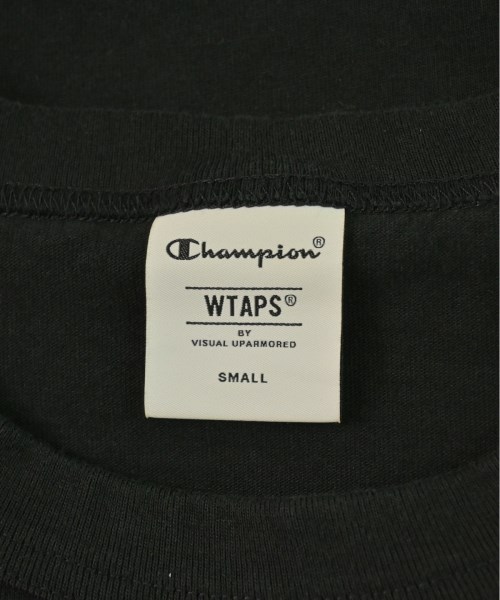 Champion®
WTAPS®
BY
VISUAL UPARMORED
SMALL